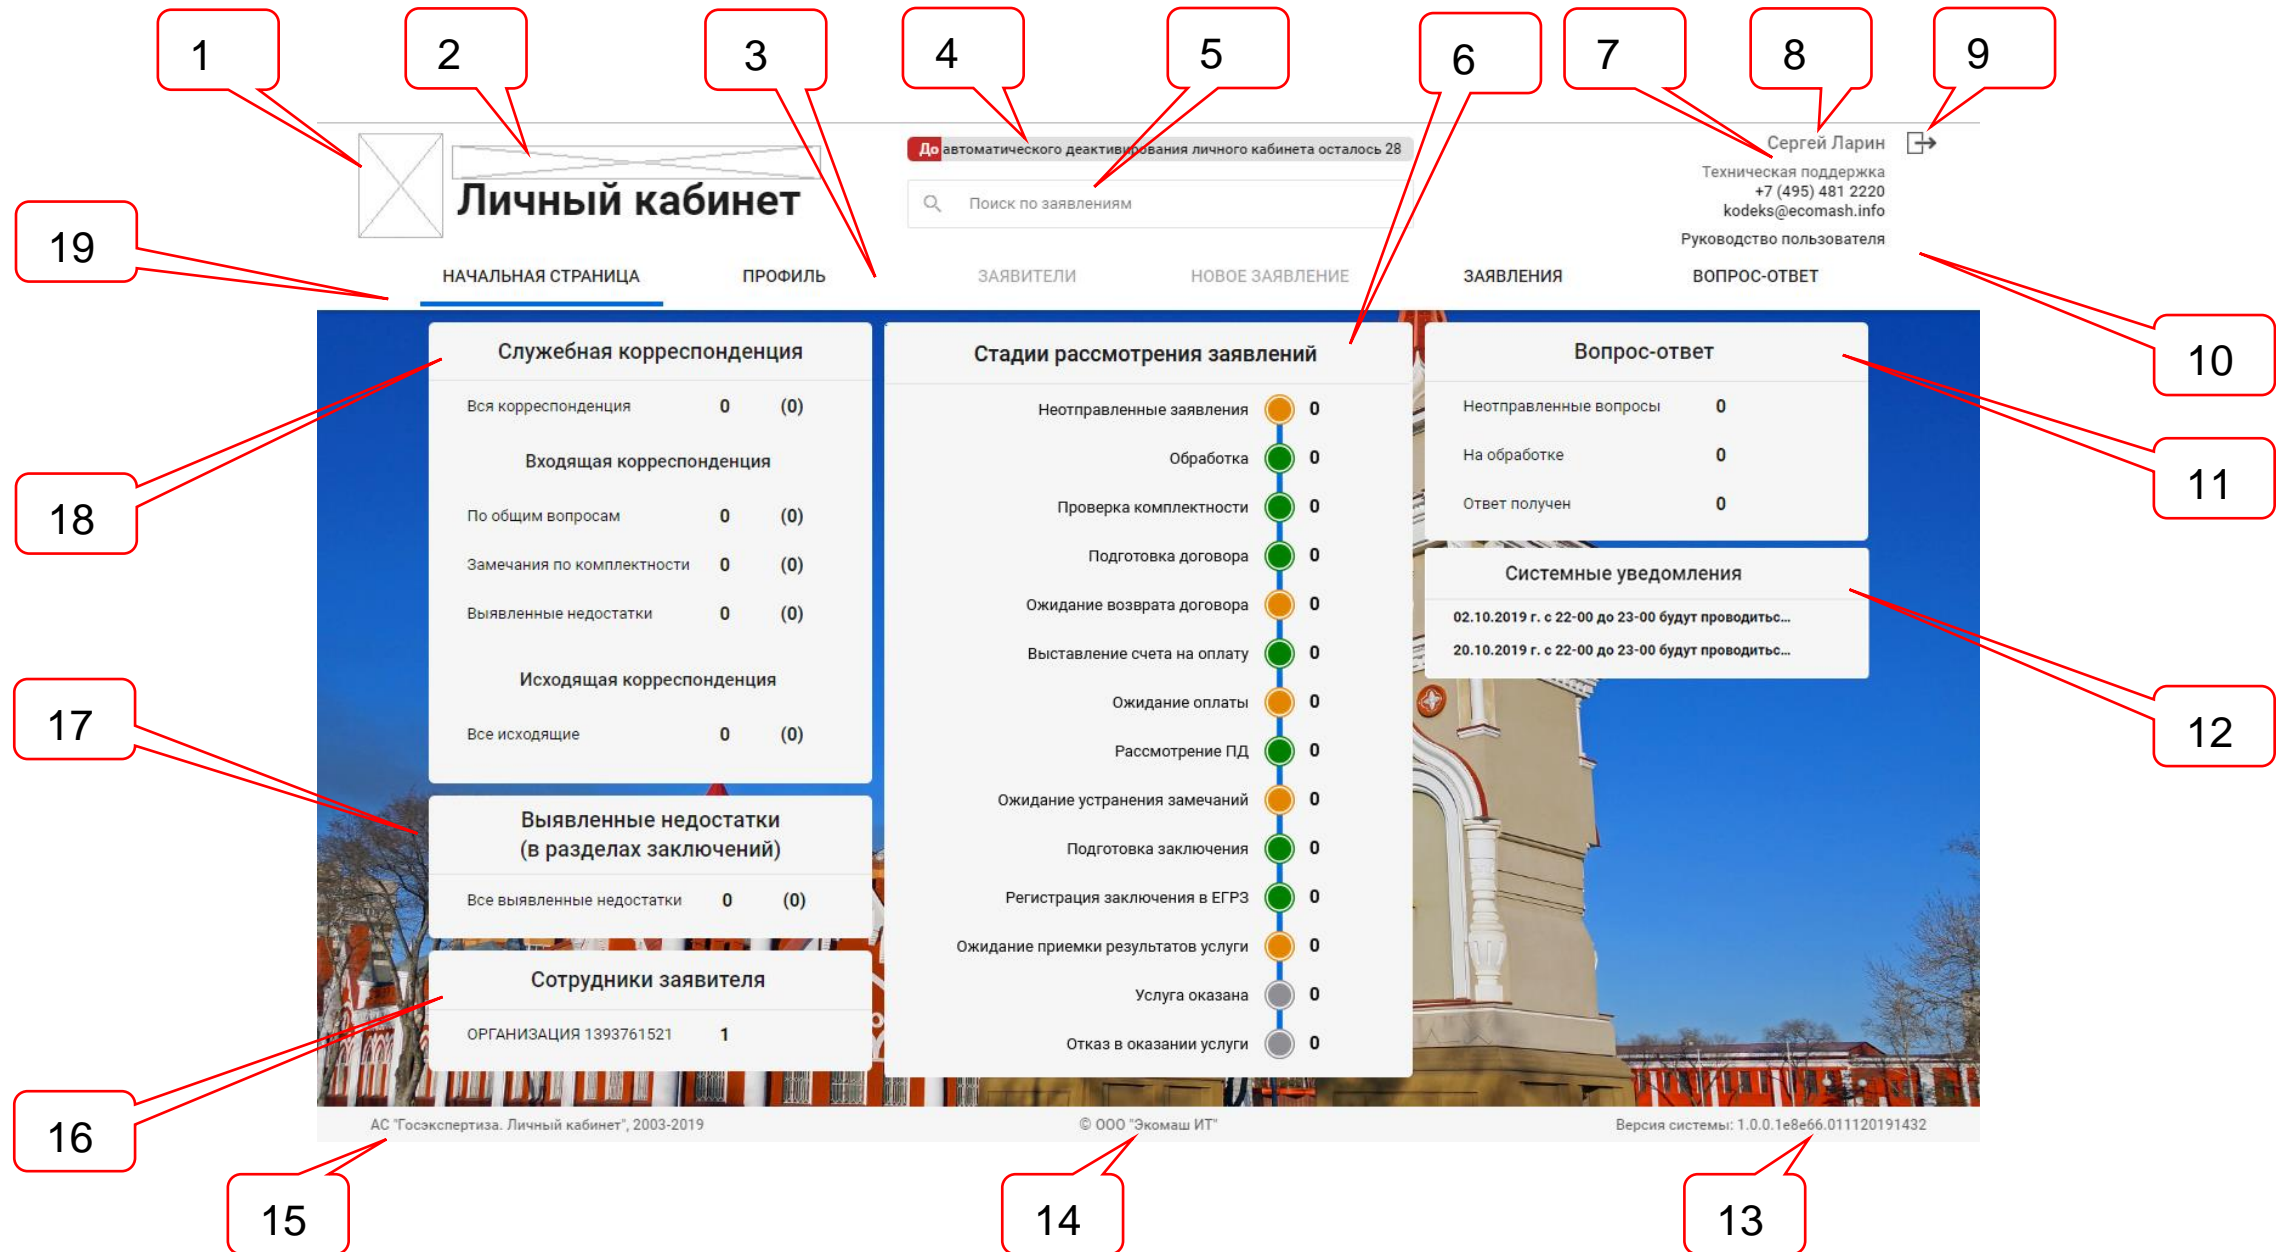 1
2
3
4
5
6
7
8
9
До автоматического деактивирования личного кабинета осталось 28
Сергей Ларин
Личный кабинет
Поиск по заявлениям
Техническая поддержка
+7 (495) 481 2220
kodeks@ecomash.info
Руководство пользователя
19
НАЧАЛЬНАЯ СТРАНИЦА
ПРОФИЛЬ
ЗАЯВИТЕЛИ
НОВОЕ ЗАЯВЛЕНИЕ
ЗАЯВЛЕНИЯ
ВОПРОС-ОТВЕТ
10
Служебная корреспонденция
Вся корреспонденция 0 (0)
Входящая корреспонденция
По общим вопросам 0 (0)
Замечания по комплектности 0 (0)
Выявленные недостатки 0 (0)
Исходящая корреспонденция
Все исходящие 0 (0)
18
17
Выявленные недостатки
(в разделах заключений)
Все выявленные недостатки 0 (0)
Сотрудники заявителя
ОРГАНИЗАЦИЯ 1393761521 1
16
Стадии рассмотрения заявлений
Неотправленные заявления 0
Обработка 0
Проверка комплектности 0
Подготовка договора 0
Ожидание возврата договора 0
Выставление счета на оплату 0
Ожидание оплаты 0
Рассмотрение ПД 0
Ожидание устранения замечаний 0
Подготовка заключения 0
Регистрация заключения в ЕГРЗ 0
Ожидание приемки результатов услуги 0
Услуга оказана 0
Отказ в оказании услуги 0
Вопрос-ответ
Неотправленные вопросы 0
На обработке 0
Ответ получен 0
11
Системные уведомления
02.10.2019 г. с 22-00 до 23-00 будут проводитьс...
20.10.2019 г. с 22-00 до 23-00 будут проводитьс...
12
АС "Госэкспертиза. Личный кабинет", 2003-2019
© ООО "Экомаш ИТ"
Версия системы: 1.0.0.1e8e66.011120191432
15
14
13